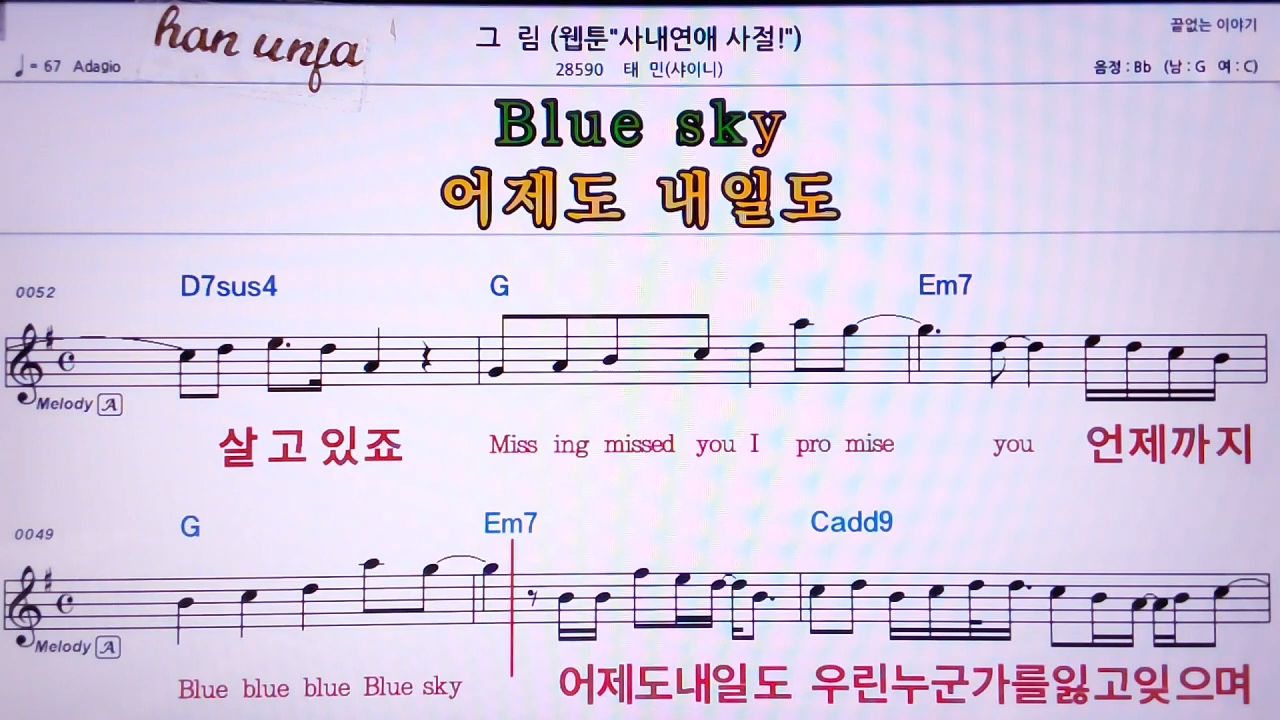 han unfa
그 림 (웹툰"사내연애 사절!")
끝없는 이야기
♩= 67 Adagio
28590 태 민(샤이니)
음정 : Bb (남 : G 여 : C)
Blue sky
어제도 내일도
0052 D7sus4 G Em7
Melody A
살고 있죠 Miss ing missed you I pro mise you 언제까지
0049 G Em7 Cadd9
Melody A
Blue blue blue Blue sky 어제도내일도 우린누군가를잃고잊으며